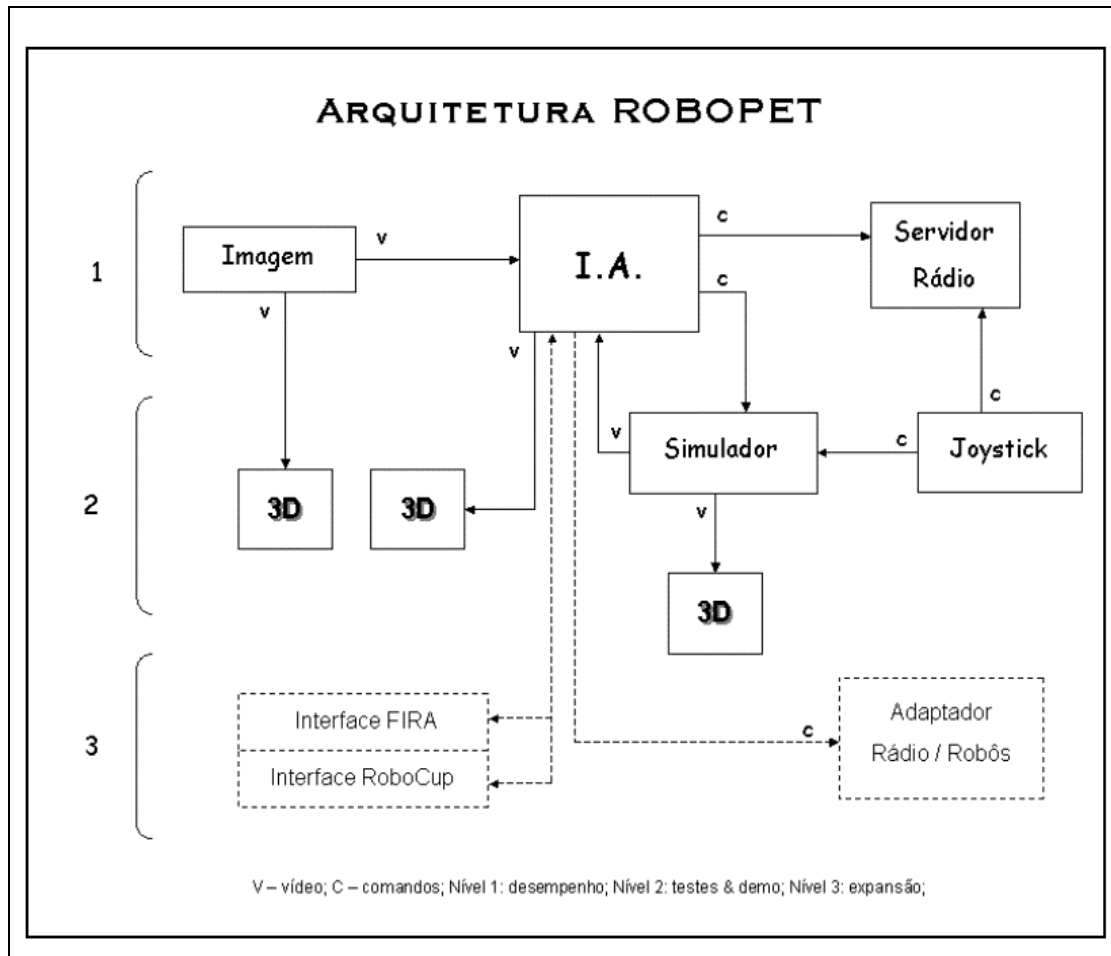 ARQUITETURA ROBOPET
1
Imagem
v
v
I.A.
c
c
Servidor
Rádio
v
c
2
3D
3D
v
Simulador
c
Joystick
v
3D
3
Interface FIRA
Interface RoboCup
c
Adaptador
Rádio / Robôs
V – vídeo; C – comandos; Nível 1: desempenho; Nível 2: testes & demo; Nível 3: expansão;